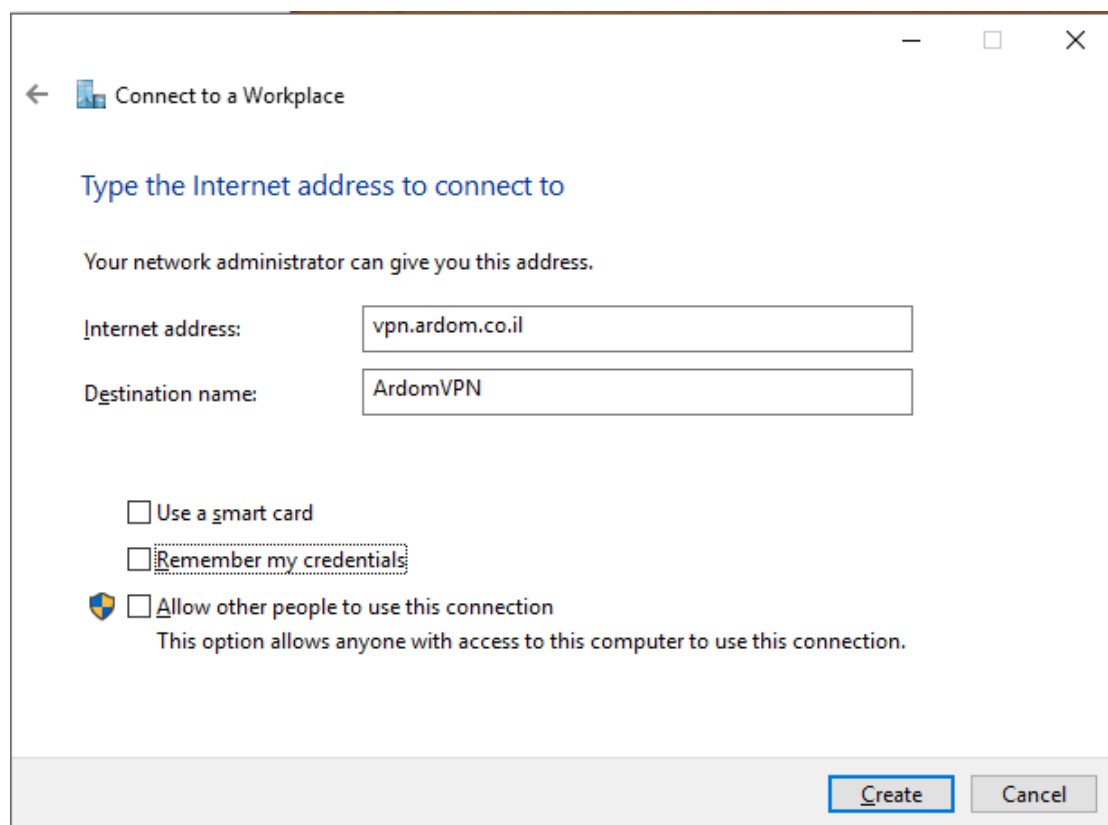 Connect to a Workplace
Type the Internet address to connect to
Your network administrator can give you this address.
Internet address: vpn.ardom.co.il
Destination name: ArdomVPN
Use a smart card
Remember my credentials
Allow other people to use this connection
This option allows anyone with access to this computer to use this connection.
Create Cancel